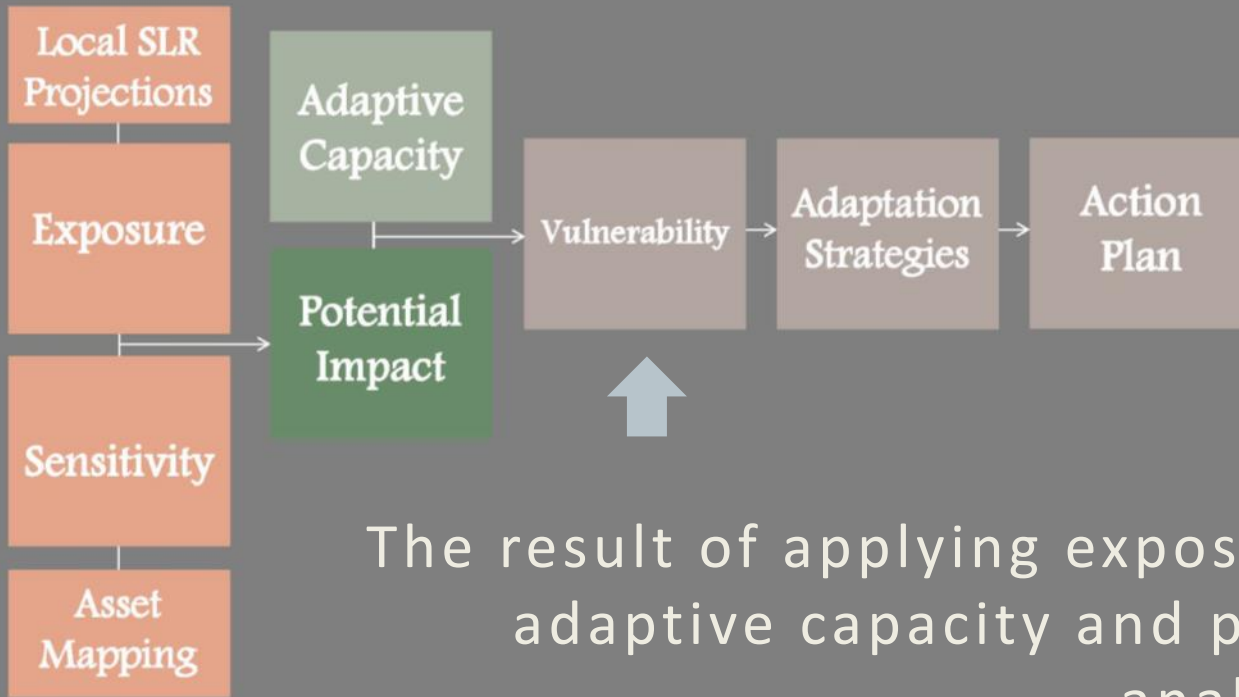 Local SLR
Projections
Exposure
Sensitivity
Asset
Mapping
Adaptive
Capacity
Potential
Impact
Vulnerability
Adaptation
Strategies
Action
Plan
The result of applying expos
adaptive capacity and p